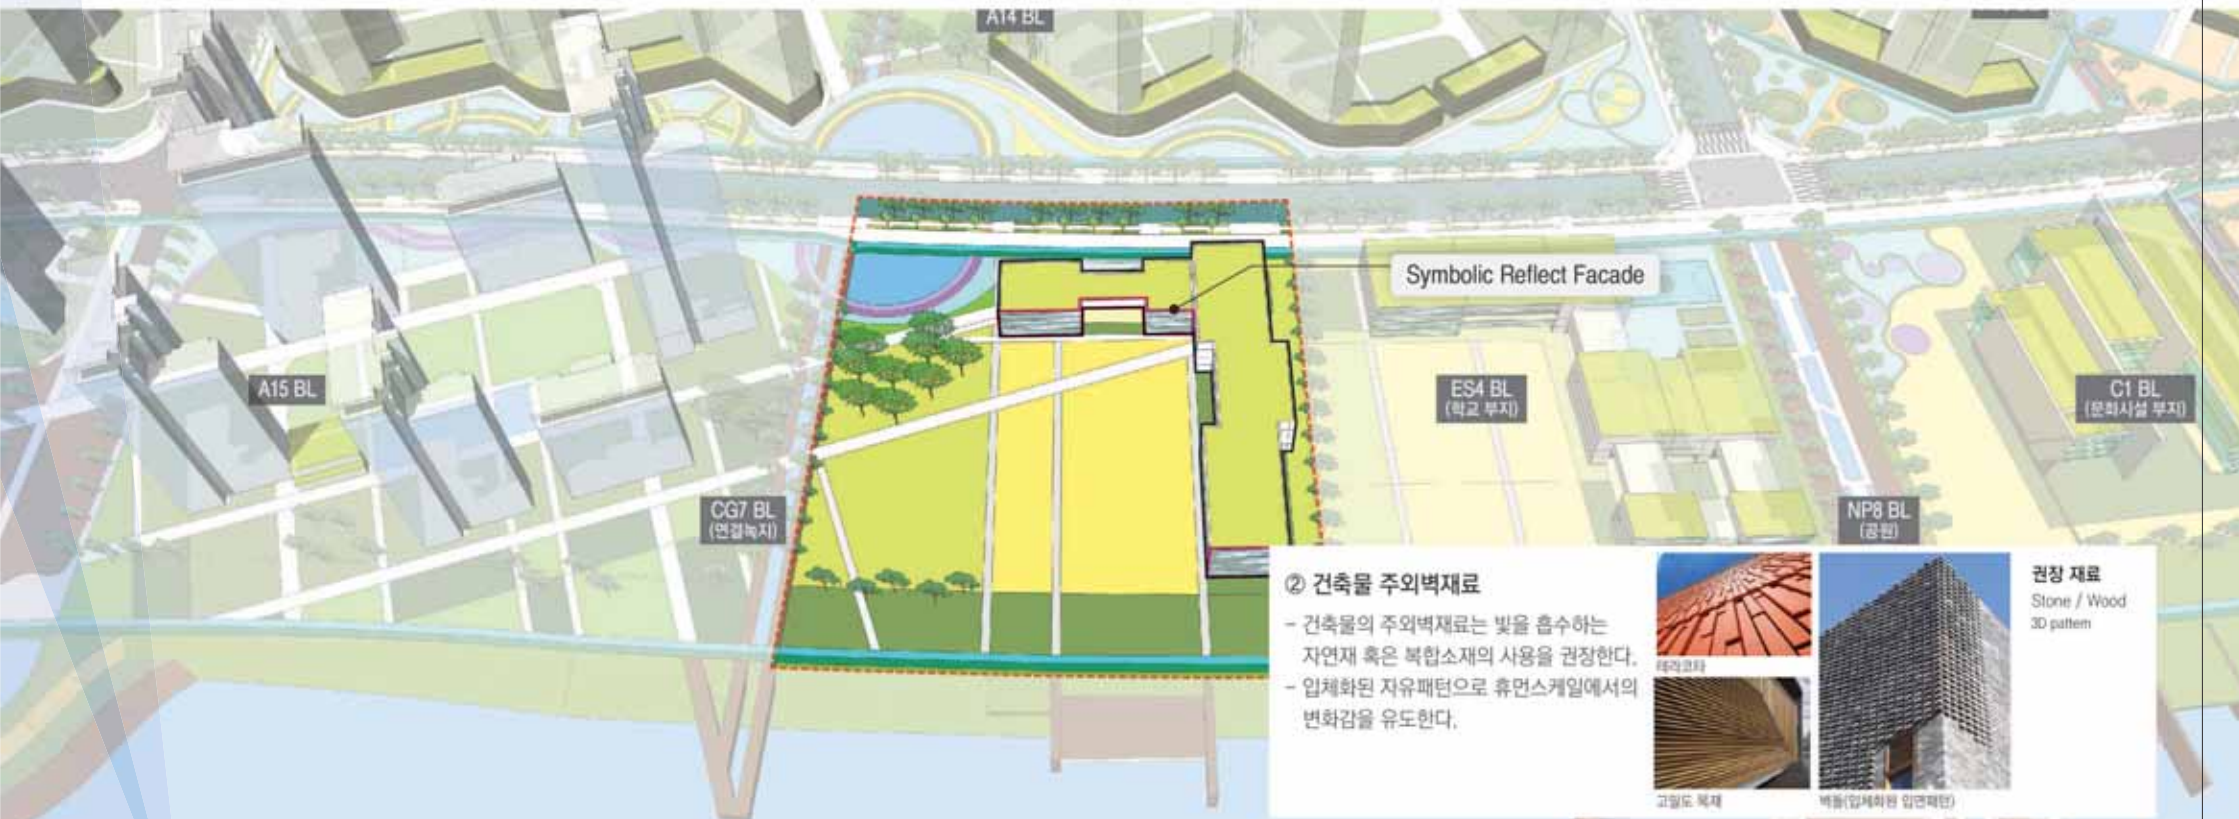 A14 BL
Symbolic Reflect Facade
A15 BL
ES4 BL
(학교 부지)
C1 BL
(문화시설 부지)
CG7 BL
(연결녹지)
NP8 BL
(공원)
② 건축물 주외벽재료
- 건축물의 주외벽재료는 빛을 흡수하는
자연재 혹은 복합소재의 사용을 권장한다.
- 입체화된 자유패턴으로 휴먼스케일에서의
변화감을 유도한다.
테라코타
고밀도 목재
벽돌(입체화된 입면패턴)
권장 재료
Stone / Wood
3D pattern